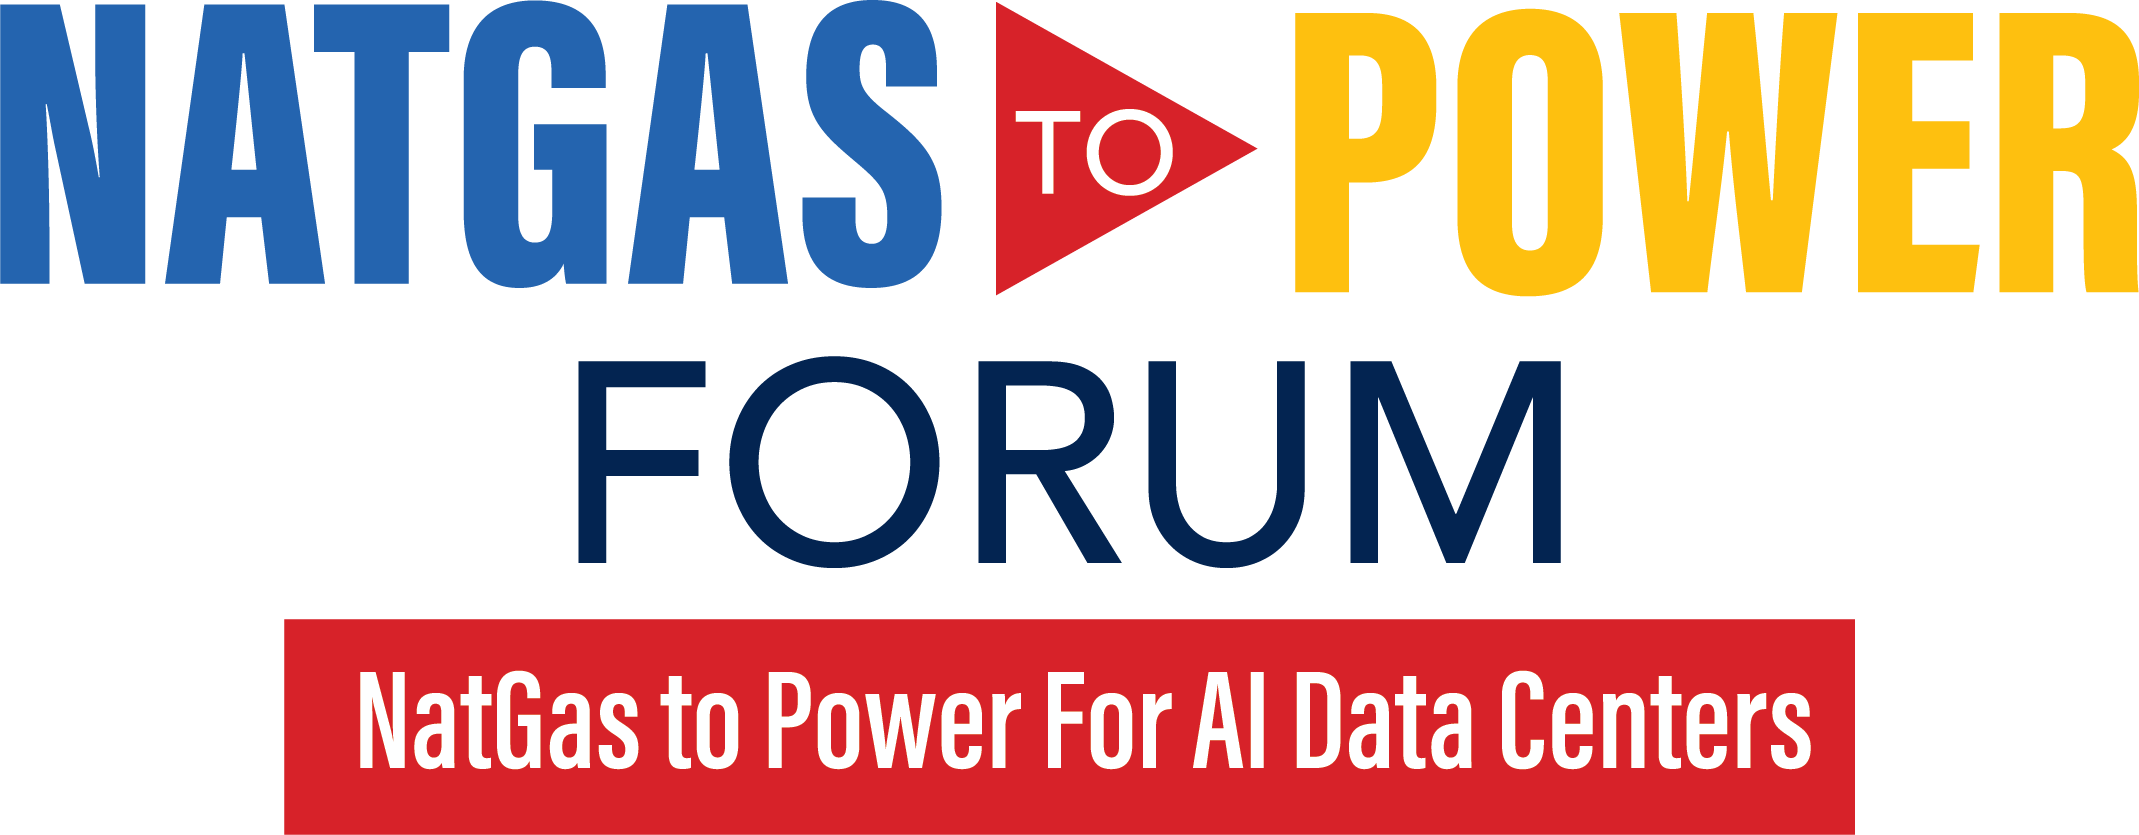 NATGAS TO POWER
FORUM
NatGas to Power For AI Data Centers